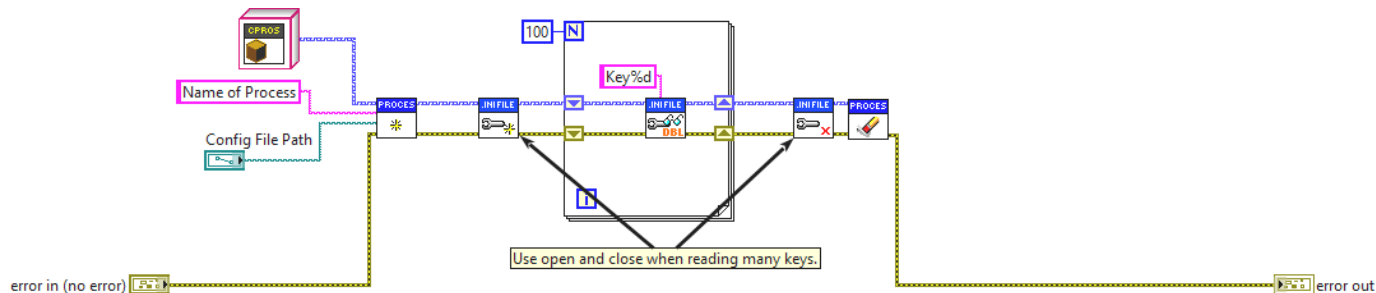 CPROS
100
N
Key%d
Name of Process
PROCES
.INIFILE
.INIFILE
DBL
.INIFILE
PROCES
Config File Path
i
Use open and close when reading many keys.
error in (no error)
error out